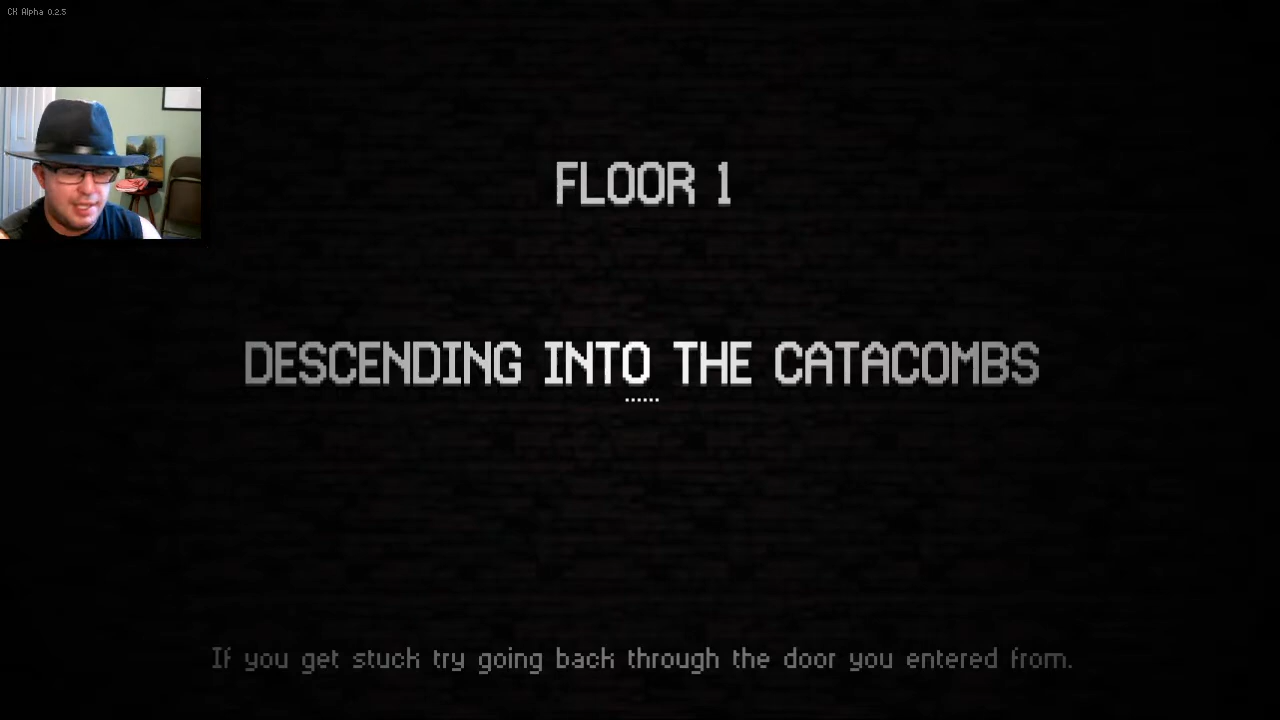 CK Alpha 0.2.5
FLOOR 1
DESCENDING INTO THE CATACOMBS
......
If you get stuck try going back through the door you entered from.